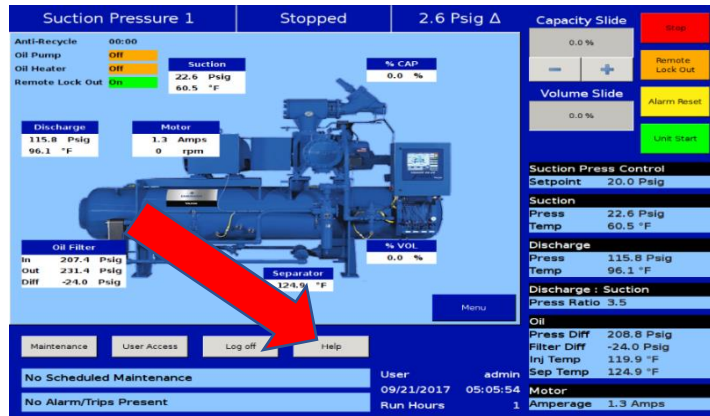 Suction Pressure 1
Stopped
2.6 Psig Δ
Anti-Recycle 00:00
Oil Pump Off
Oil Heater Off
Remote Lock Out On
Suction
22.6 Psig
60.5 °F
% CAP
0.0 %
Discharge
115.8 Psig
96.1 °F
Motor
1.3 Amps
0 rpm
Oil Filter
In 207.4 Psig
Out 231.4 Psig
Diff -24.0 Psig
Separator
124.9 °F
% VOL
0.0 %
Menu
Maintenance
User Access
Log off
Help
No Scheduled Maintenance
No Alarm/Trips Present
User admin
09/21/2017 05:05:54
Run Hours 1
Capacity Slide
0.0 %
− +
Volume Slide
0.0 %
Stop
Remote
Lock Out
Alarm Reset
Unit Start
Suction Pressure Control
Setpoint 20.0 Psig
Suction
Press 22.6 Psig
Temp 60.5 °F
Discharge
Press 115.8 Psig
Temp 96.1 °F
Discharge : Suction
Press Ratio 3.5
Oil
Press Diff 208.8 Psig
Filter Diff -24.0 Psig
Inj Temp 119.9 °F
Sep Temp 124.9 °F
Motor
Amperage 1.3 Amps